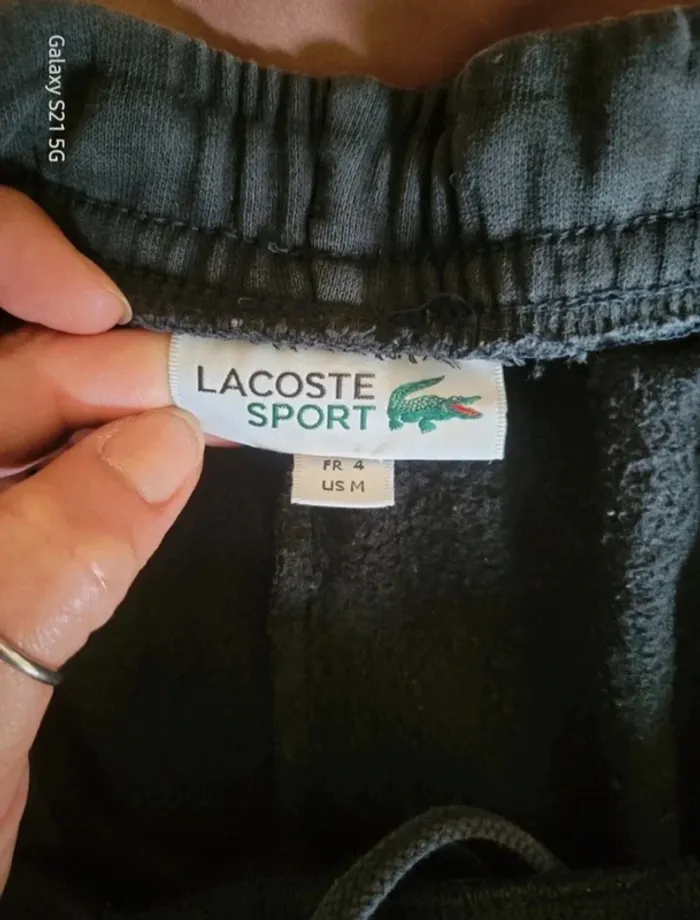 Galaxy S21 5G
LACOSTE
SPORT
FR 4
US M